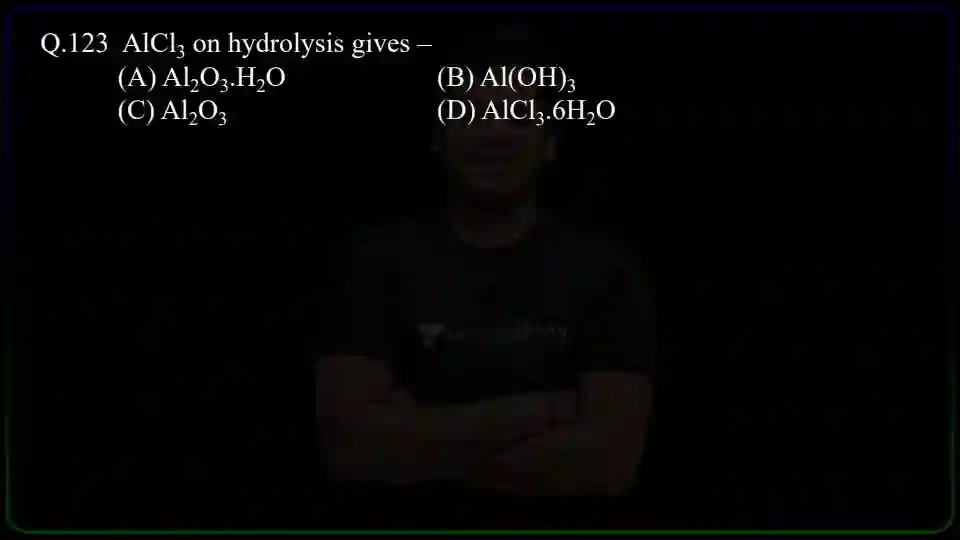 Q.123 AlCl₃ on hydrolysis gives –
(A) Al₂O₃.H₂O (B) Al(OH)₃
(C) Al₂O₃ (D) AlCl₃.6H₂O